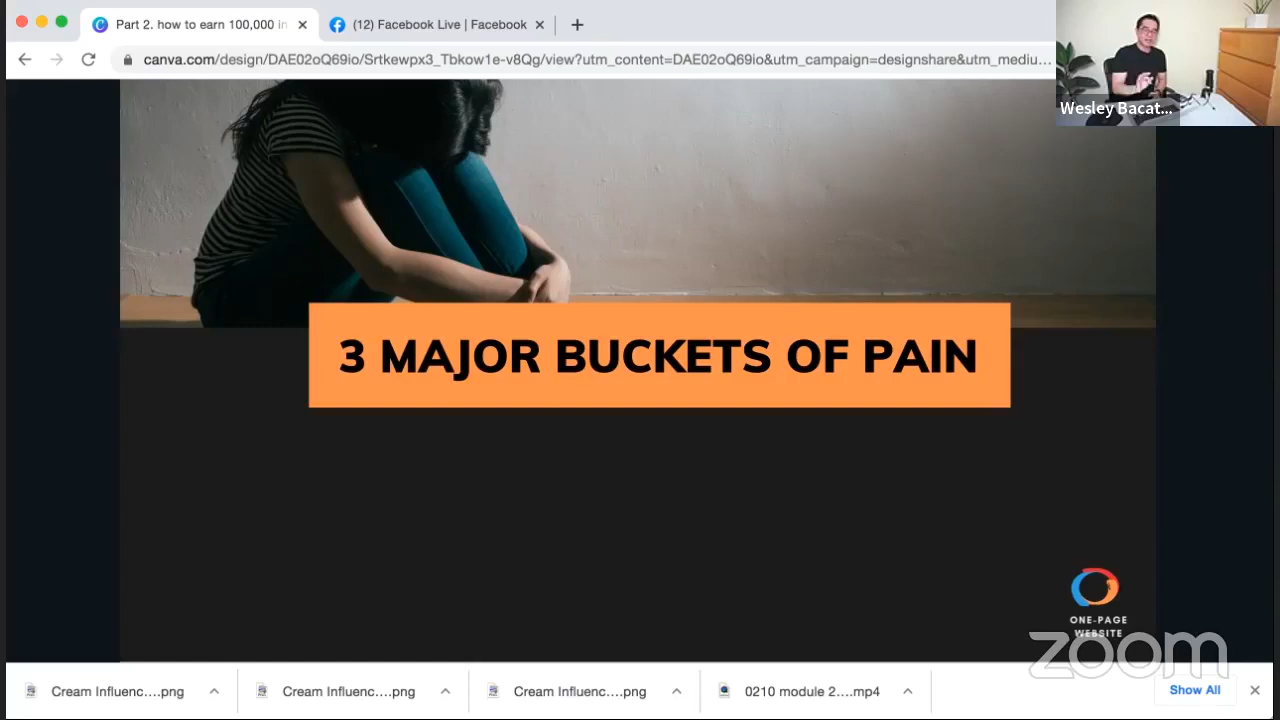 Part 2. how to earn 100,000 in
(12) Facebook Live | Facebook
canva.com/design/DAE02oQ69io/Srtkewpx3_Tbkow1e-v8Qg/view?utm_content=DAE02oQ69io&utm_campaign=designshare&utm_mediu...
Wesley Bacat...
3 MAJOR BUCKETS OF PAIN
ONE-PAGE
WEBSITE
zoom
Cream Influenc....png
Cream Influenc....png
Cream Influenc....png
0210 module 2....mp4
Show All